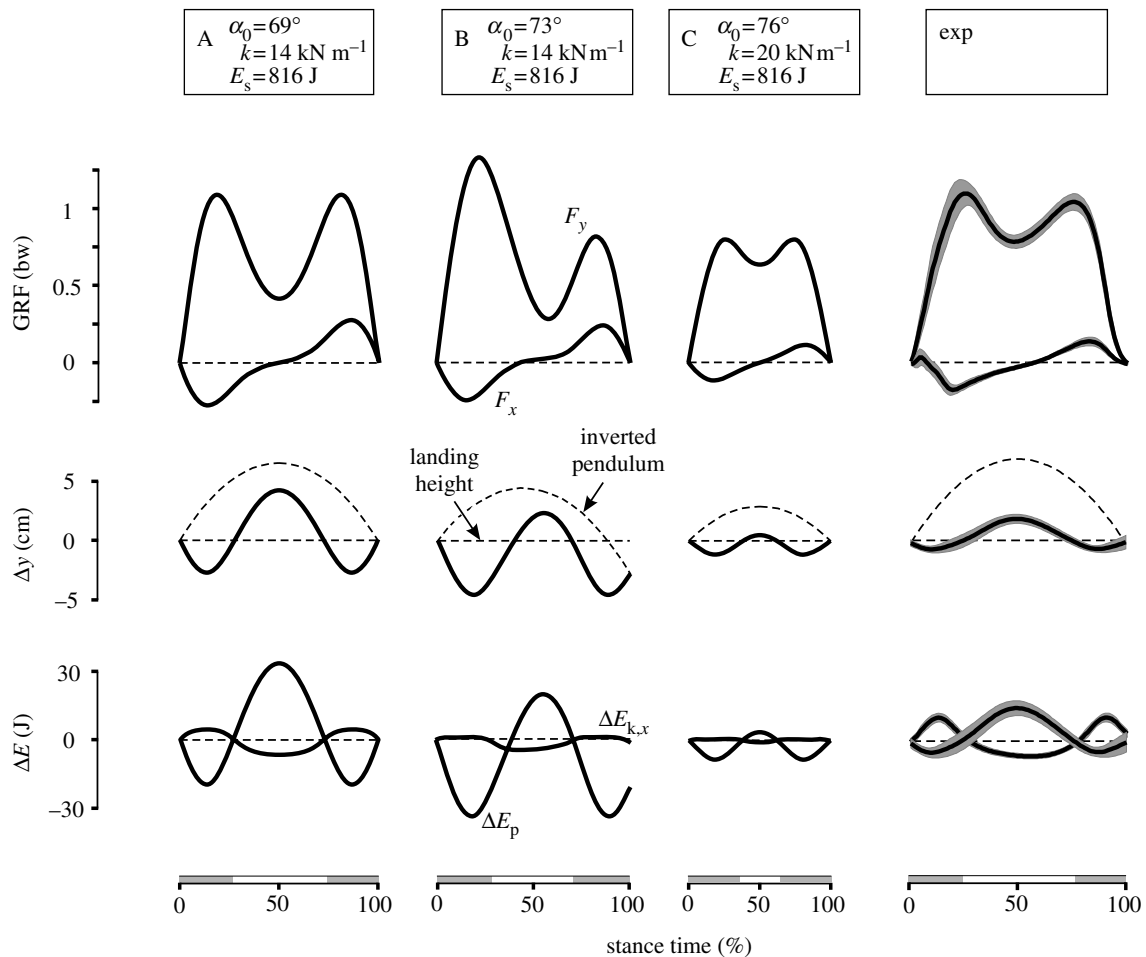 A α0=69°
k=14 kN m−1
Es=816 J
B α0=73°
k=14 kN m−1
Es=816 J
C α0=76°
k=20 kN m−1
Es=816 J
exp
GRF (bw)
1
0.5
0
Fy
Fx
Δy (cm)
5
0
−5
landing
height
inverted
pendulum
ΔE (J)
30
0
−30
ΔEk,x
ΔEp
0 50 100
0 50 100
0 50 100
0 50 100
stance time (%)